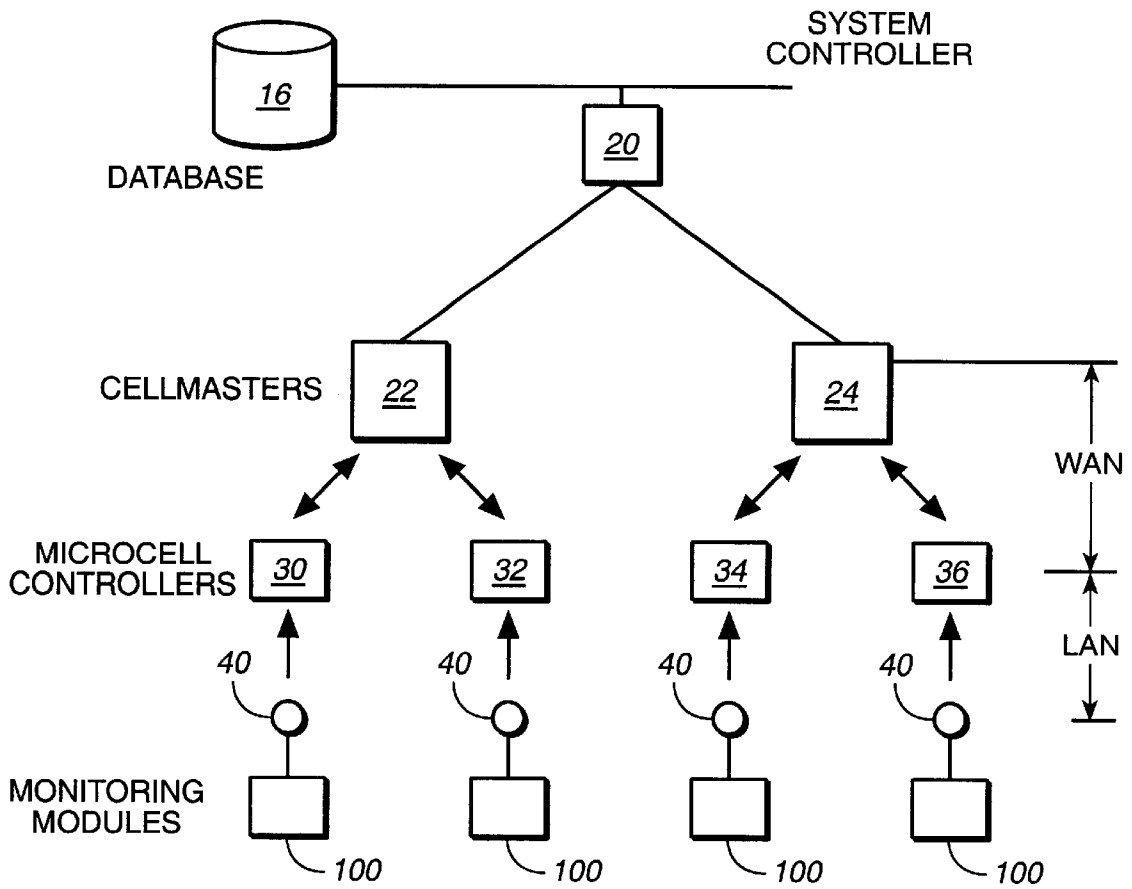 SYSTEM
CONTROLLER
16
20
DATABASE
CELLMASTERS
22
24
WAN
MICROCELL
CONTROLLERS
30
32
34
36
LAN
40
40
40
40
MONITORING
MODULES
100
100
100
100